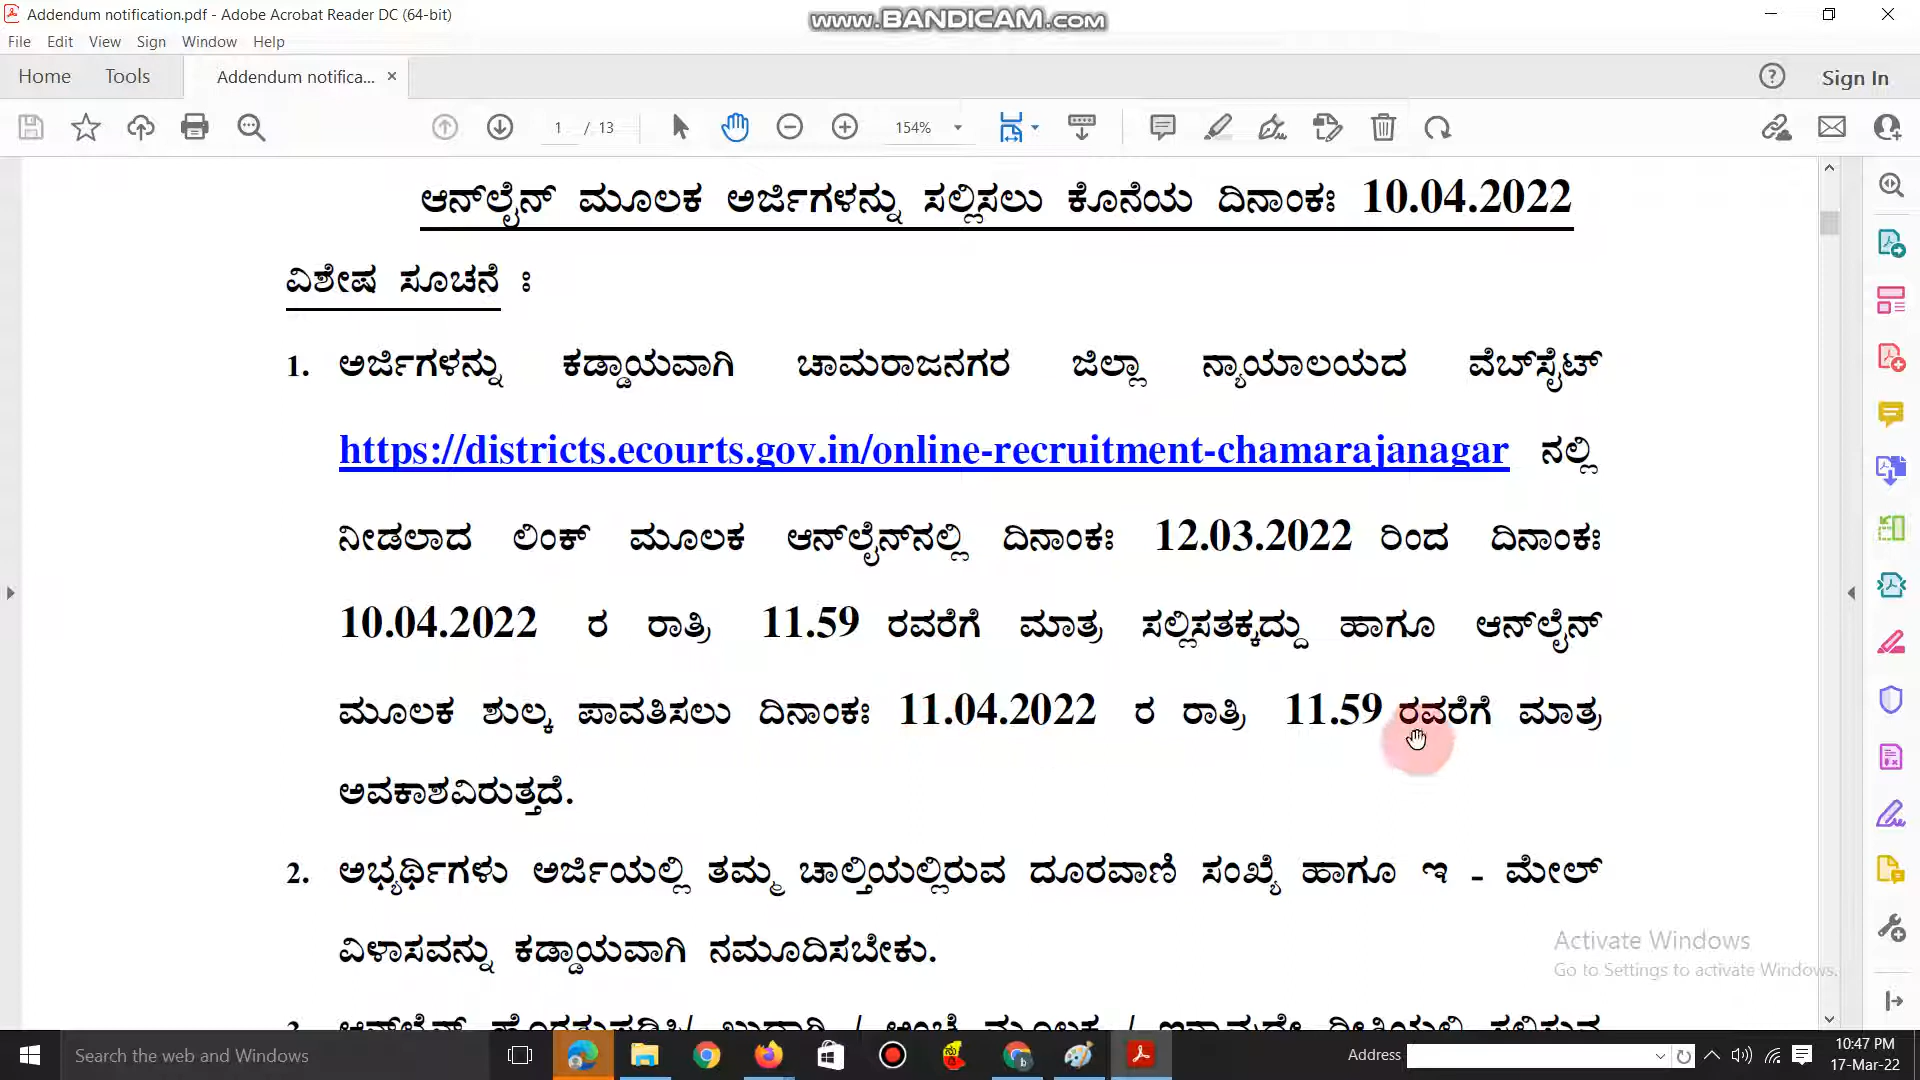 Addendum notification.pdf - Adobe Acrobat Reader DC (64-bit)
www.BANDICAM.com
File Edit View Sign Window Help
Home Tools Addendum notifica... × Sign In
1 / 13 154%
ಆನ್‌ಲೈನ್ ಮೂಲಕ ಅರ್ಜಿಗಳನ್ನು ಸಲ್ಲಿಸಲು ಕೊನೆಯ ದಿನಾಂಕಃ 10.04.2022
ವಿಶೇಷ ಸೂಚನೆ ಃ
1. ಅರ್ಜಿಗಳನ್ನು ಕಡ್ಡಾಯವಾಗಿ ಚಾಮರಾಜನಗರ ಜಿಲ್ಲಾ ನ್ಯಾಯಾಲಯದ ವೆಬ್‌ಸೈಟ್
https://districts.ecourts.gov.in/online-recruitment-chamarajanagar ನಲ್ಲಿ
ನೀಡಲಾದ ಲಿಂಕ್ ಮೂಲಕ ಆನ್‌ಲೈನ್‌ನಲ್ಲಿ ದಿನಾಂಕಃ 12.03.2022 ರಿಂದ ದಿನಾಂಕಃ
10.04.2022 ರ ರಾತ್ರಿ 11.59 ರವರೆಗೆ ಮಾತ್ರ ಸಲ್ಲಿಸತಕ್ಕದ್ದು ಹಾಗೂ ಆನ್‌ಲೈನ್
ಮೂಲಕ ಶುಲ್ಕ ಪಾವತಿಸಲು ದಿನಾಂಕಃ 11.04.2022 ರ ರಾತ್ರಿ 11.59 ರವರೆಗೆ ಮಾತ್ರ
ಅವಕಾಶವಿರುತ್ತದೆ.
2. ಅಭ್ಯರ್ಥಿಗಳು ಅರ್ಜಿಯಲ್ಲಿ ತಮ್ಮ ಚಾಲ್ತಿಯಲ್ಲಿರುವ ದೂರವಾಣಿ ಸಂಖ್ಯೆ ಹಾಗೂ ಇ - ಮೇಲ್
ವಿಳಾಸವನ್ನು ಕಡ್ಡಾಯವಾಗಿ ನಮೂದಿಸಬೇಕು.
Activate Windows
Go to Settings to activate Windows.
Search the web and Windows
Address
10:47 PM
17-Mar-22